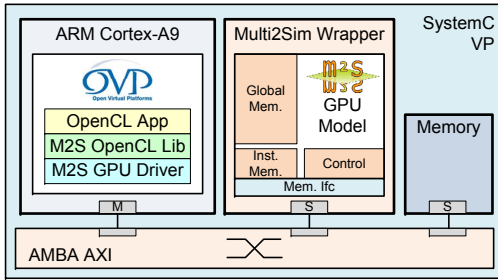 SystemC
VP
ARM Cortex-A9
OVP
Open Virtual Platforms
OpenCL App
M2S OpenCL Lib
M2S GPU Driver
M
Multi2Sim Wrapper
Global
Mem.
M2S
M2S
GPU
Model
Inst.
Mem.
Control
Mem. Ifc
S
Memory
S
AMBA AXI